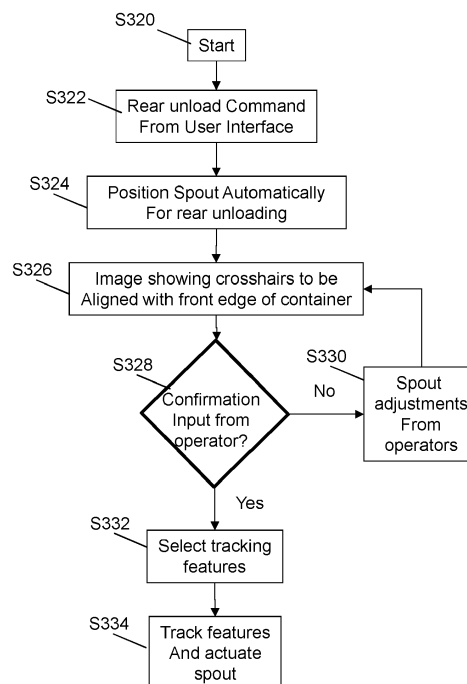 S320
Start
S322
Rear unload Command
From User Interface
S324
Position Spout Automatically
For rear unloading
S326
Image showing crosshairs to be
Aligned with front edge of container
S328
Confirmation
Input from
operator?
No
S330
Spout
adjustments
From
operators
Yes
S332
Select tracking
features
S334
Track features
And actuate
spout